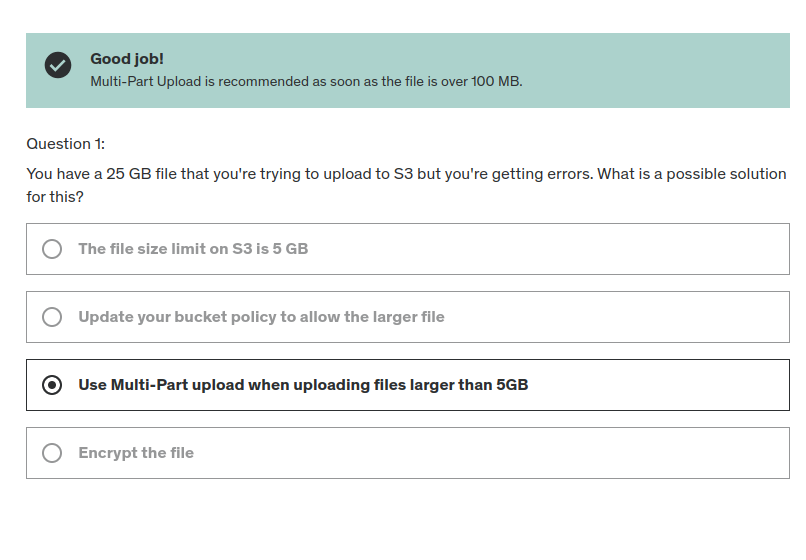 Good job!
Multi-Part Upload is recommended as soon as the file is over 100 MB.
Question 1:
You have a 25 GB file that you're trying to upload to S3 but you're getting errors. What is a possible solution
for this?
The file size limit on S3 is 5 GB
Update your bucket policy to allow the larger file
Use Multi-Part upload when uploading files larger than 5GB
Encrypt the file